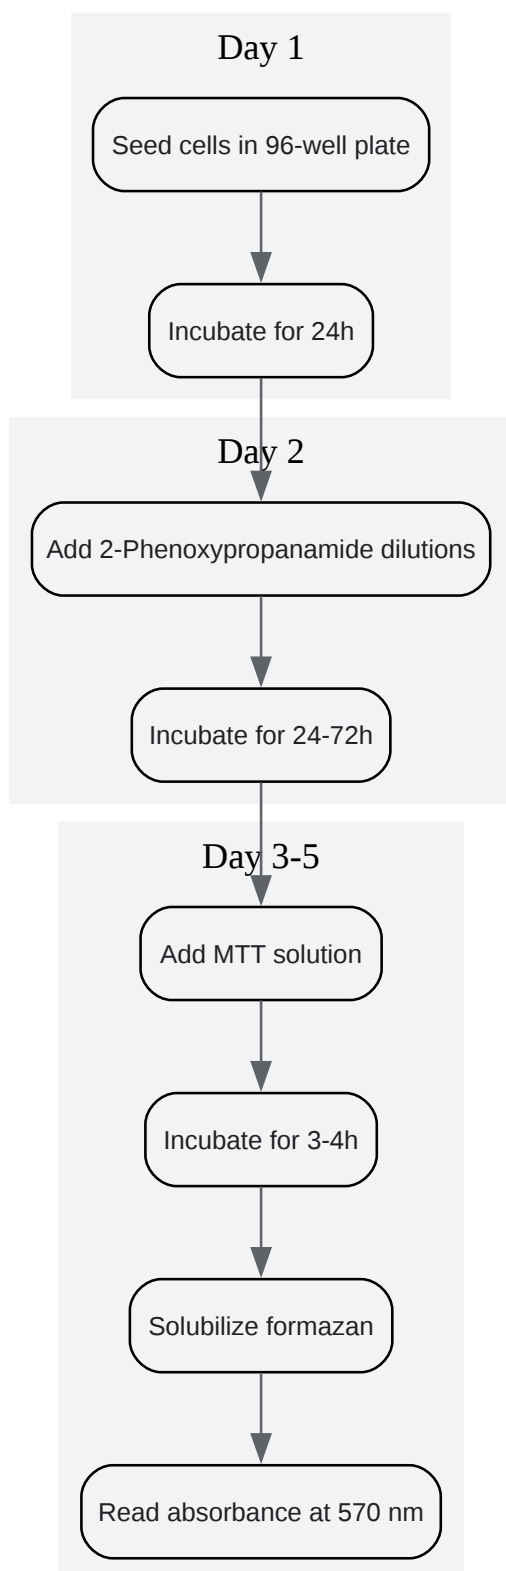 Day 1
Seed cells in 96-well plate
Incubate for 24h
Day 2
Add 2-Phenoxypropanamide dilutions
Incubate for 24-72h
Day 3-5
Add MTT solution
Incubate for 3-4h
Solubilize formazan
Read absorbance at 570 nm